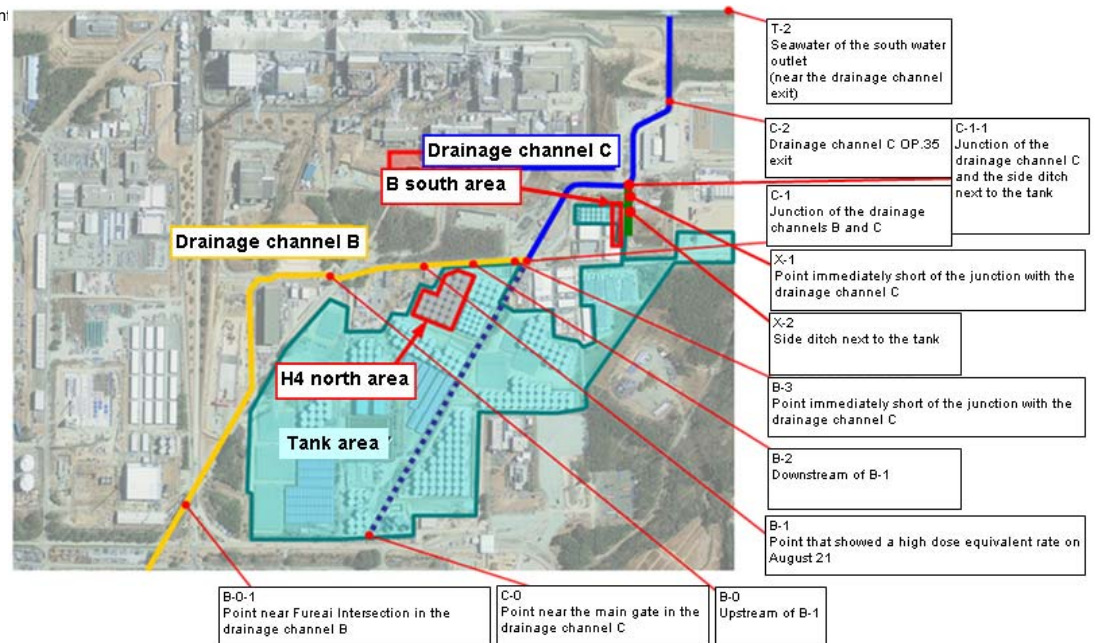 T-2
Seawater of the south water
outlet
(near the drainage channel
exit)
C-2
Drainage channel C OP.35
exit
C-1-1
Junction of the
drainage channel C
and the side ditch
next to the tank
C-1
Junction of the drainage
channels B and C
Drainage channel C
B south area
Drainage channel B
X-1
Point immediately short of the junction with the
drainage channel C
X-2
Side ditch next to the tank
H4 north area
B-3
Point immediately short of the junction with the
drainage channel C
Tank area
B-2
Downstream of B-1
B-1
Point that showed a high dose equivalent rate on
August 21
B-0-1
Point near Fureai Intersection in the
drainage channel B
C-0
Point near the main gate in the
drainage channel C
B-0
Upstream of B-1